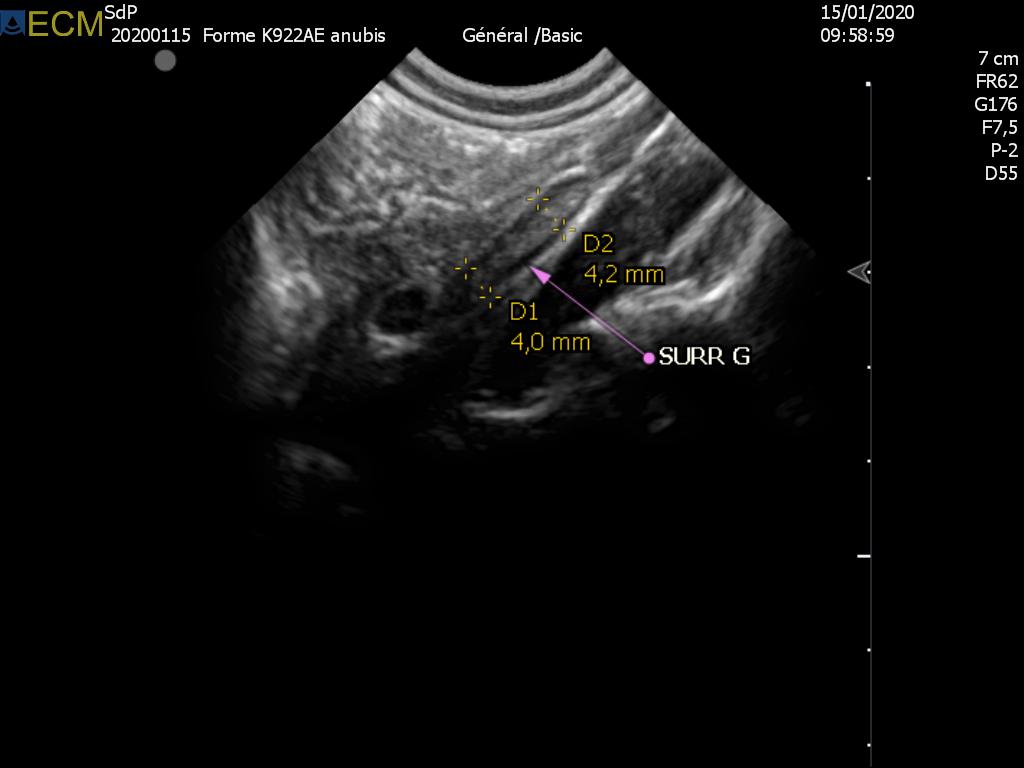 ECM
SdP
20200115 Forme K922AE anubis
Général /Basic
15/01/2020
09:58:59
7 cm
FR62
G176
F7,5
P-2
D55
D2
4,2 mm
D1
4,0 mm
SURR G